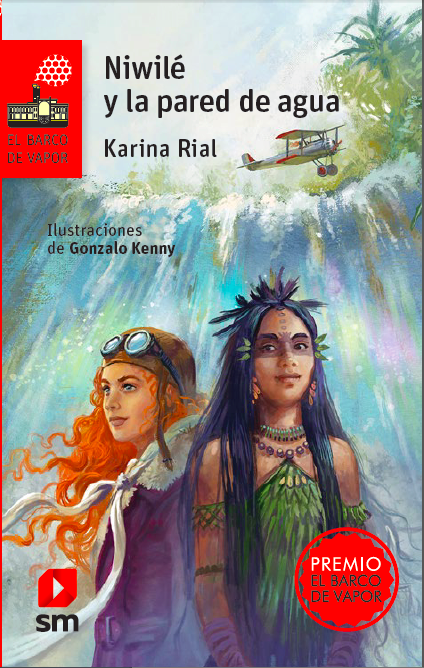 Niwilé
y la pared de agua
Karina Rial
EL BARCO
DE VAPOR
Ilustraciones
de Gonzalo Kenny
PREMIO
EL BARCO
DE VAPOR
sm